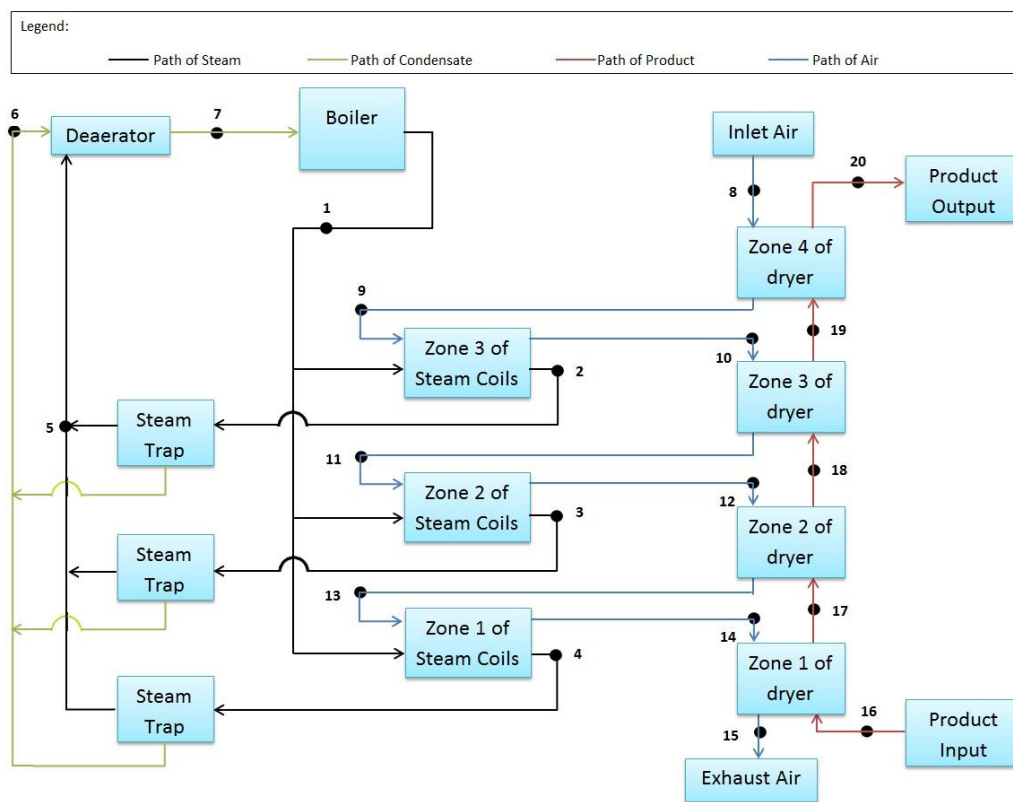 Legend:
Path of Steam
Path of Condensate
Path of Product
Path of Air
6
7
Deaerator
Boiler
Inlet Air
8
20
Product
Output
1
Zone 4 of
dryer
9
19
Zone 3 of
Steam Coils
2
10
Zone 3 of
dryer
5
Steam
Trap
11
18
Zone 2 of
Steam Coils
3
12
Zone 2 of
dryer
Steam
Trap
13
17
Zone 1 of
Steam Coils
4
14
Zone 1 of
dryer
Steam
Trap
15
16
Product
Input
Exhaust Air